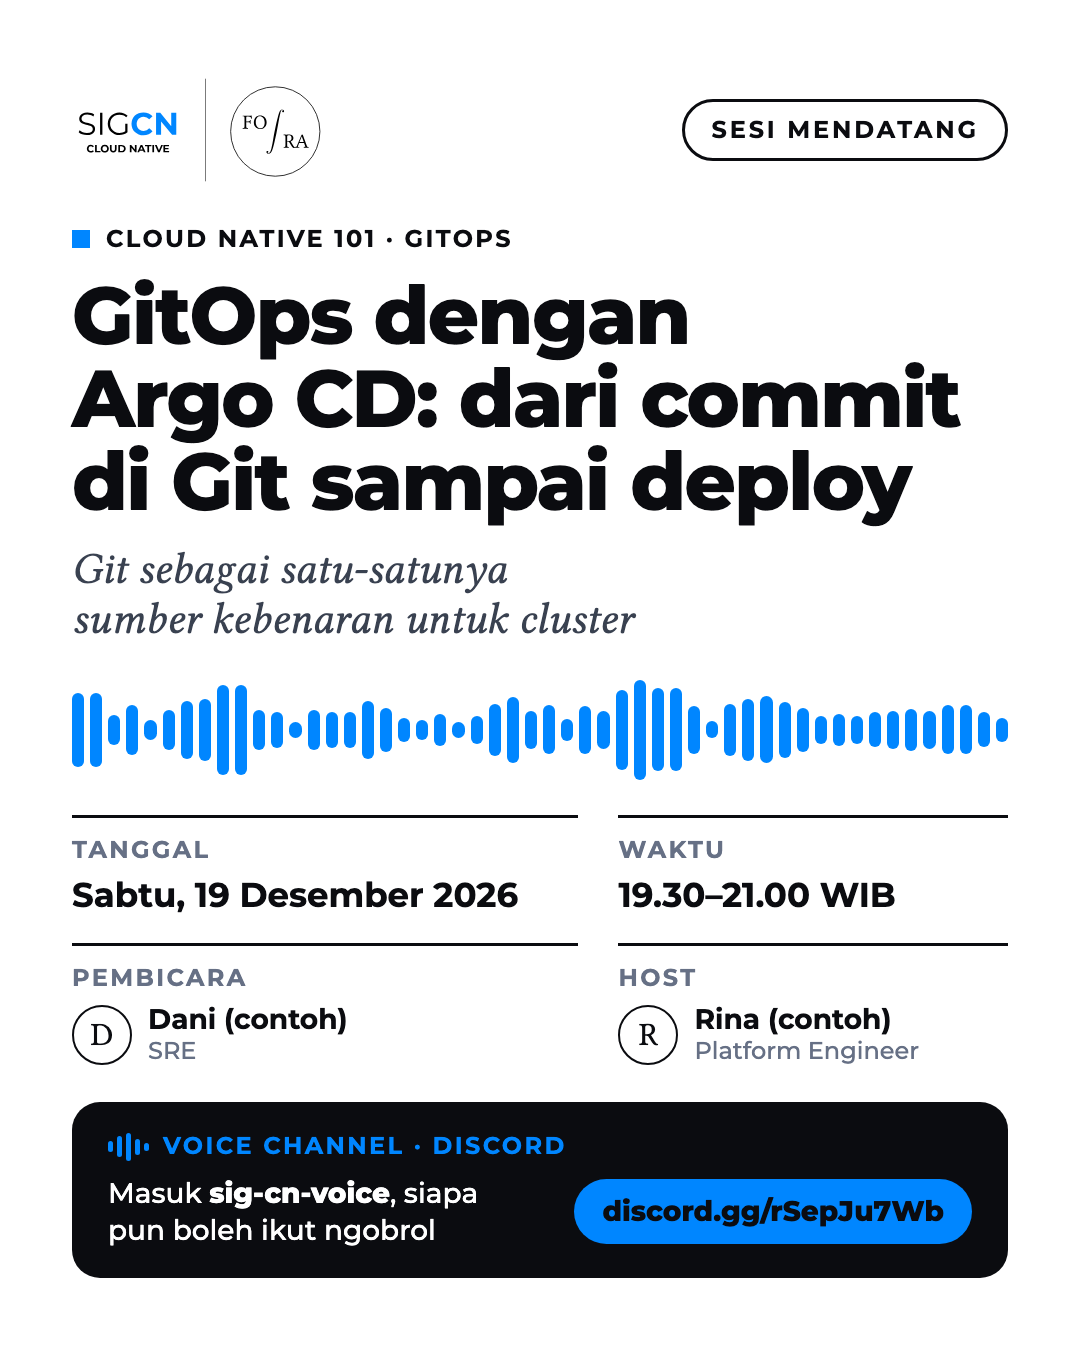 SIGCN
CLOUD NATIVE
FO
RA
SESI MENDATANG
CLOUD NATIVE 101 · GITOPS
GitOps dengan
Argo CD: dari commit
di Git sampai deploy
Git sebagai satu-satunya
sumber kebenaran untuk cluster
TANGGAL
Sabtu, 19 Desember 2026
WAKTU
19.30–21.00 WIB
PEMBICARA
D
Dani (contoh)
SRE
HOST
R
Rina (contoh)
Platform Engineer
VOICE CHANNEL · DISCORD
Masuk sig-cn-voice, siapa
pun boleh ikut ngobrol
discord.gg/rSepJu7Wb